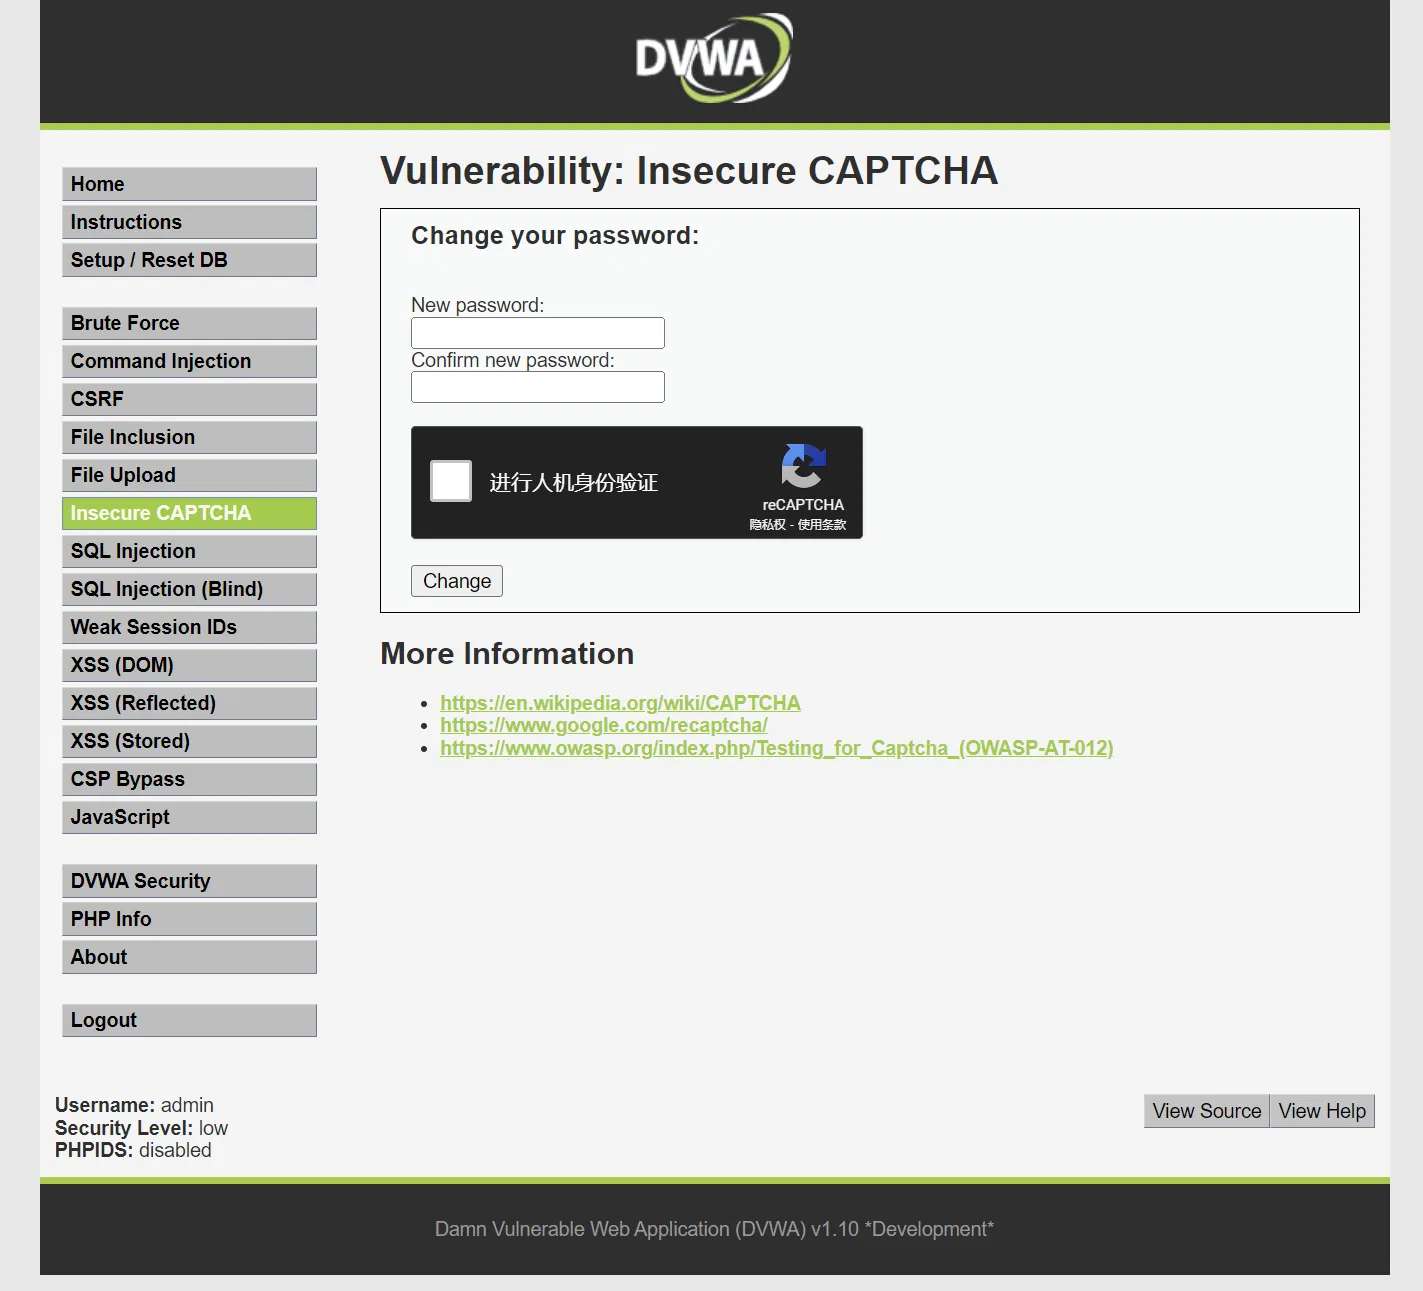 DVWA
Vulnerability: Insecure CAPTCHA
Home
Instructions
Setup / Reset DB
Brute Force
Command Injection
CSRF
File Inclusion
File Upload
Insecure CAPTCHA
SQL Injection
SQL Injection (Blind)
Weak Session IDs
XSS (DOM)
XSS (Reflected)
XSS (Stored)
CSP Bypass
JavaScript
DVWA Security
PHP Info
About
Logout
Change your password:
New password:
Confirm new password:
进行人机身份验证
reCAPTCHA
隐私权 - 使用条款
Change
More Information
https://en.wikipedia.org/wiki/CAPTCHA
https://www.google.com/recaptcha/
https://www.owasp.org/index.php/Testing_for_Captcha_(OWASP-AT-012)
Username: admin
Security Level: low
PHPIDS: disabled
View Source
View Help
Damn Vulnerable Web Application (DVWA) v1.10 *Development*